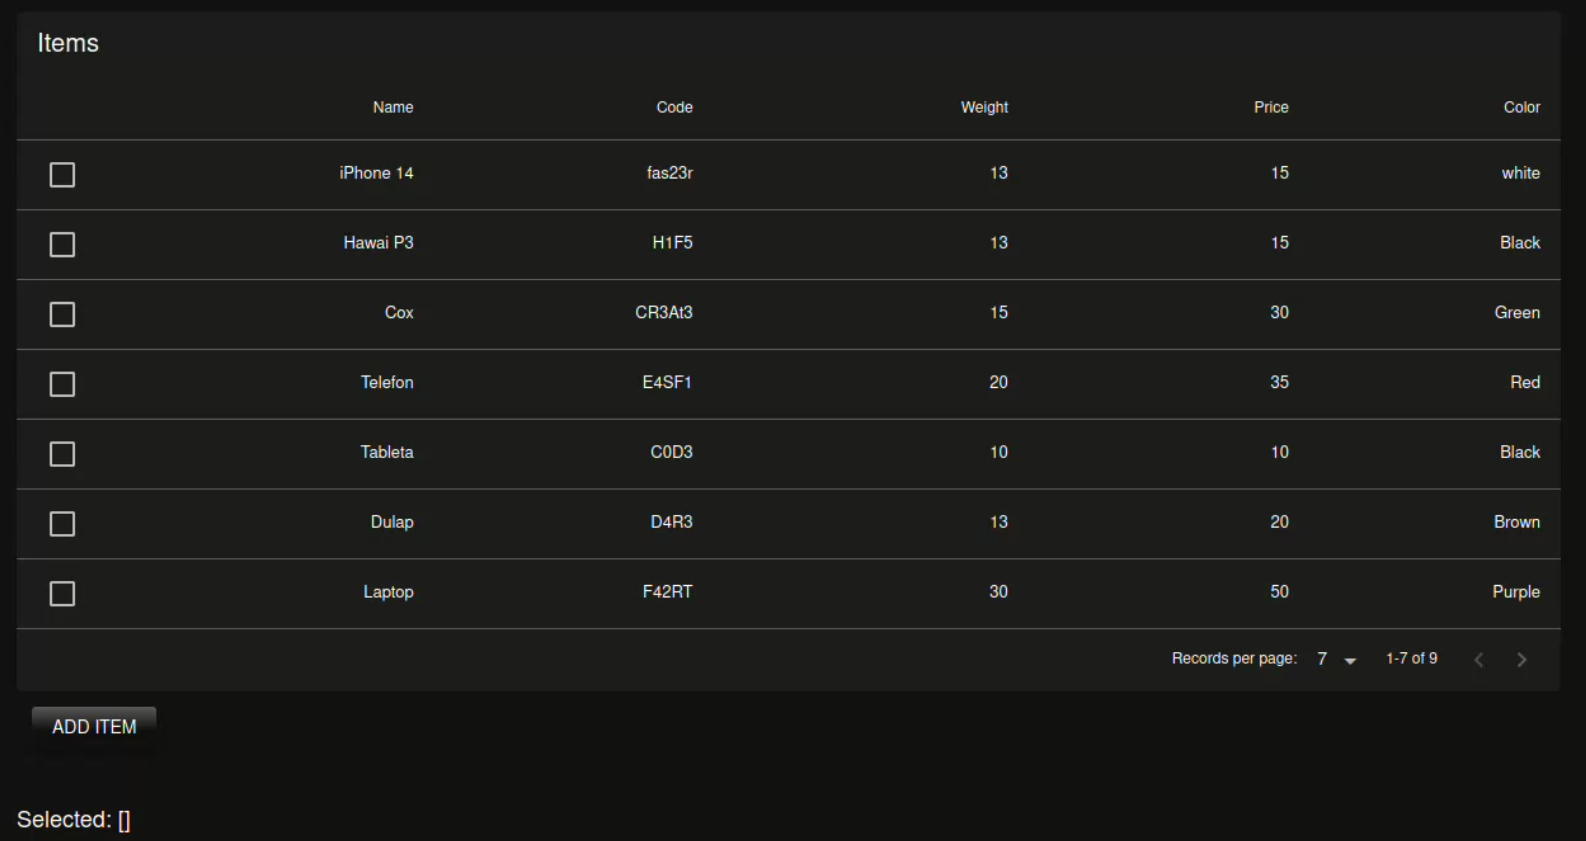 Items
Name Code Weight Price Color
iPhone 14 fas23r 13 15 white
Hawai P3 H1F5 13 15 Black
Cox CR3At3 15 30 Green
Telefon E4SF1 20 35 Red
Tableta C0D3 10 10 Black
Dulap D4R3 13 20 Brown
Laptop F42RT 30 50 Purple
Records per page: 7 1-7 of 9
ADD ITEM
Selected: []